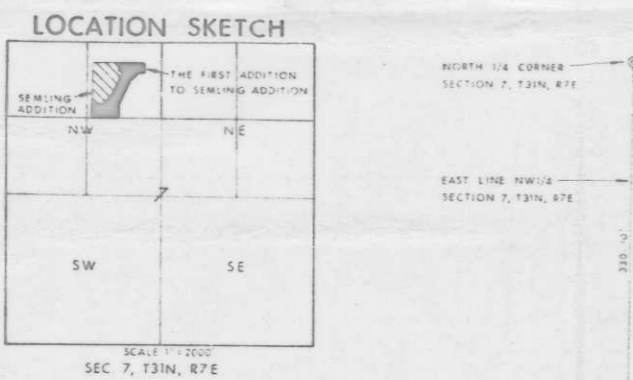 LOCATION SKETCH
THE FIRST ADDITION
TO SEMLING ADDITION
SEMLING
ADDITION
NW
NE
7
SW
SE
SCALE 1" = 2000'
SEC. 7, T31N, R7E
NORTH 1/4 CORNER
SECTION 7, T31N, R7E
EAST LINE NW1/4
SECTION 7, T31N, R7E